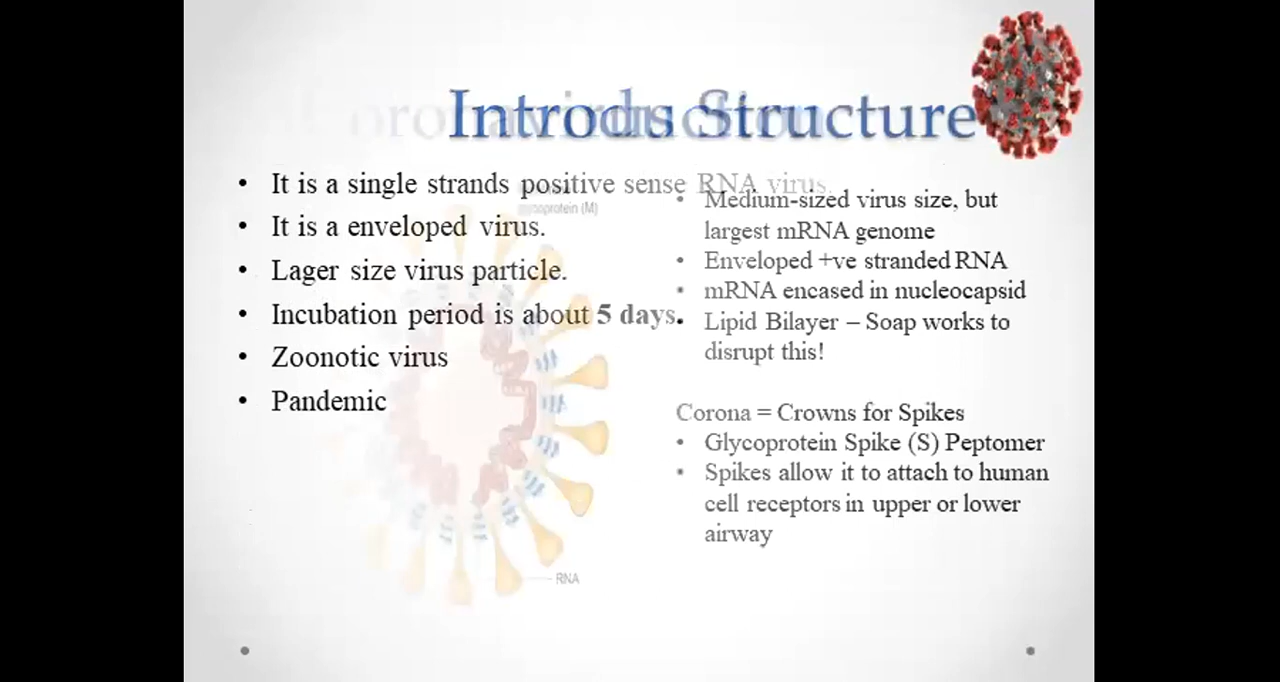 Introdu Structure
• It is a single strands positive sense RNA virus.
• It is a enveloped virus.
• Lager size virus particle.
• Incubation period is about 5 days.
• Zoonotic virus
• Pandemic
(M)
RNA
• Medium-sized virus size, but
largest mRNA genome
• Enveloped +ve stranded RNA
• mRNA encased in nucleocapsid
Lipid Bilayer – Soap works to
disrupt this!
Corona = Crowns for Spikes
• Glycoprotein Spike (S) Peptomer
• Spikes allow it to attach to human
cell receptors in upper or lower
airway